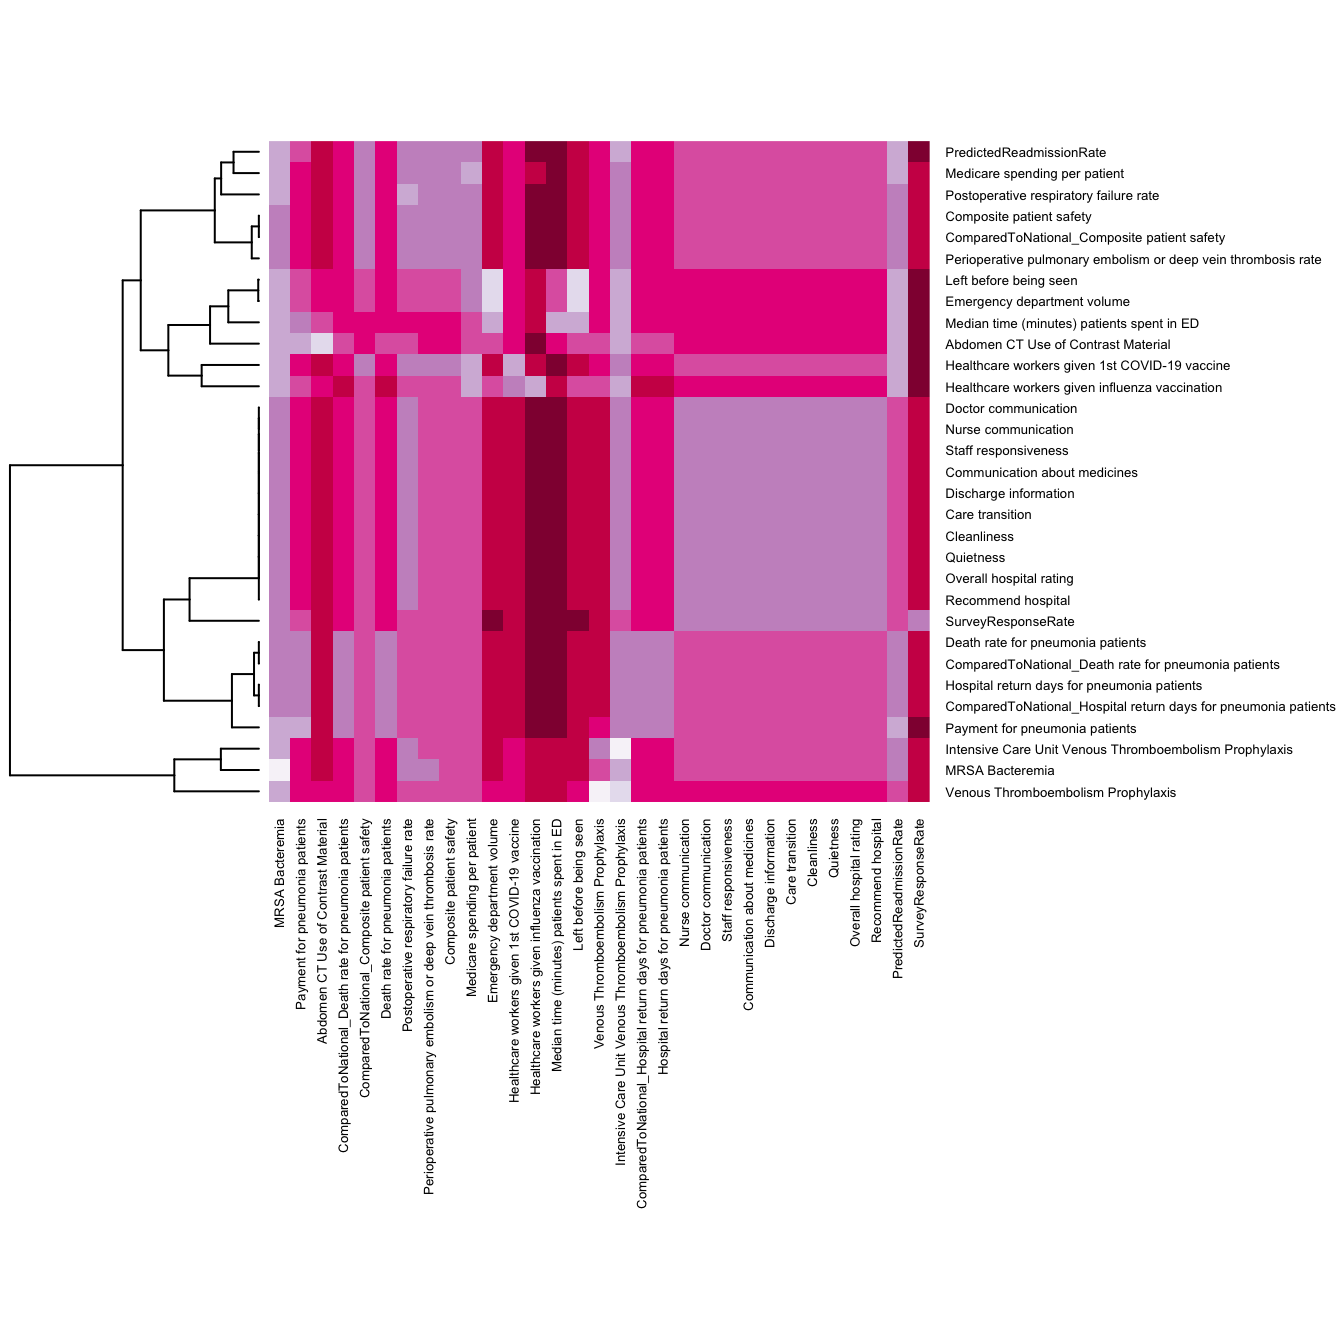 PredictedReadmissionRate
Medicare spending per patient
Postoperative respiratory failure rate
Composite patient safety
ComparedToNational_Composite patient safety
Perioperative pulmonary embolism or deep vein thrombosis rate
Left before being seen
Emergency department volume
Median time (minutes) patients spent in ED
Abdomen CT Use of Contrast Material
Healthcare workers given 1st COVID-19 vaccine
Healthcare workers given influenza vaccination
Doctor communication
Nurse communication
Staff responsiveness
Communication about medicines
Discharge information
Care transition
Cleanliness
Quietness
Overall hospital rating
Recommend hospital
SurveyResponseRate
Death rate for pneumonia patients
ComparedToNational_Death rate for pneumonia patients
Hospital return days for pneumonia patients
ComparedToNational_Hospital return days for pneumonia patients
Payment for pneumonia patients
Intensive Care Unit Venous Thromboembolism Prophylaxis
MRSA Bacteremia
Venous Thromboembolism Prophylaxis
MRSA Bacteremia
Payment for pneumonia patients
Abdomen CT Use of Contrast Material
ComparedToNational_Death rate for pneumonia patients
ComparedToNational_Composite patient safety
Death rate for pneumonia patients
Postoperative respiratory failure rate
Perioperative pulmonary embolism or deep vein thrombosis rate
Composite patient safety
Medicare spending per patient
Emergency department volume
Healthcare workers given 1st COVID-19 vaccine
Healthcare workers given influenza vaccination
Median time (minutes) patients spent in ED
Left before being seen
Venous Thromboembolism Prophylaxis
Intensive Care Unit Venous Thromboembolism Prophylaxis
ComparedToNational_Hospital return days for pneumonia patients
Hospital return days for pneumonia patients
Nurse communication
Doctor communication
Staff responsiveness
Communication about medicines
Discharge information
Care transition
Cleanliness
Quietness
Overall hospital rating
Recommend hospital
PredictedReadmissionRate
SurveyResponseRate